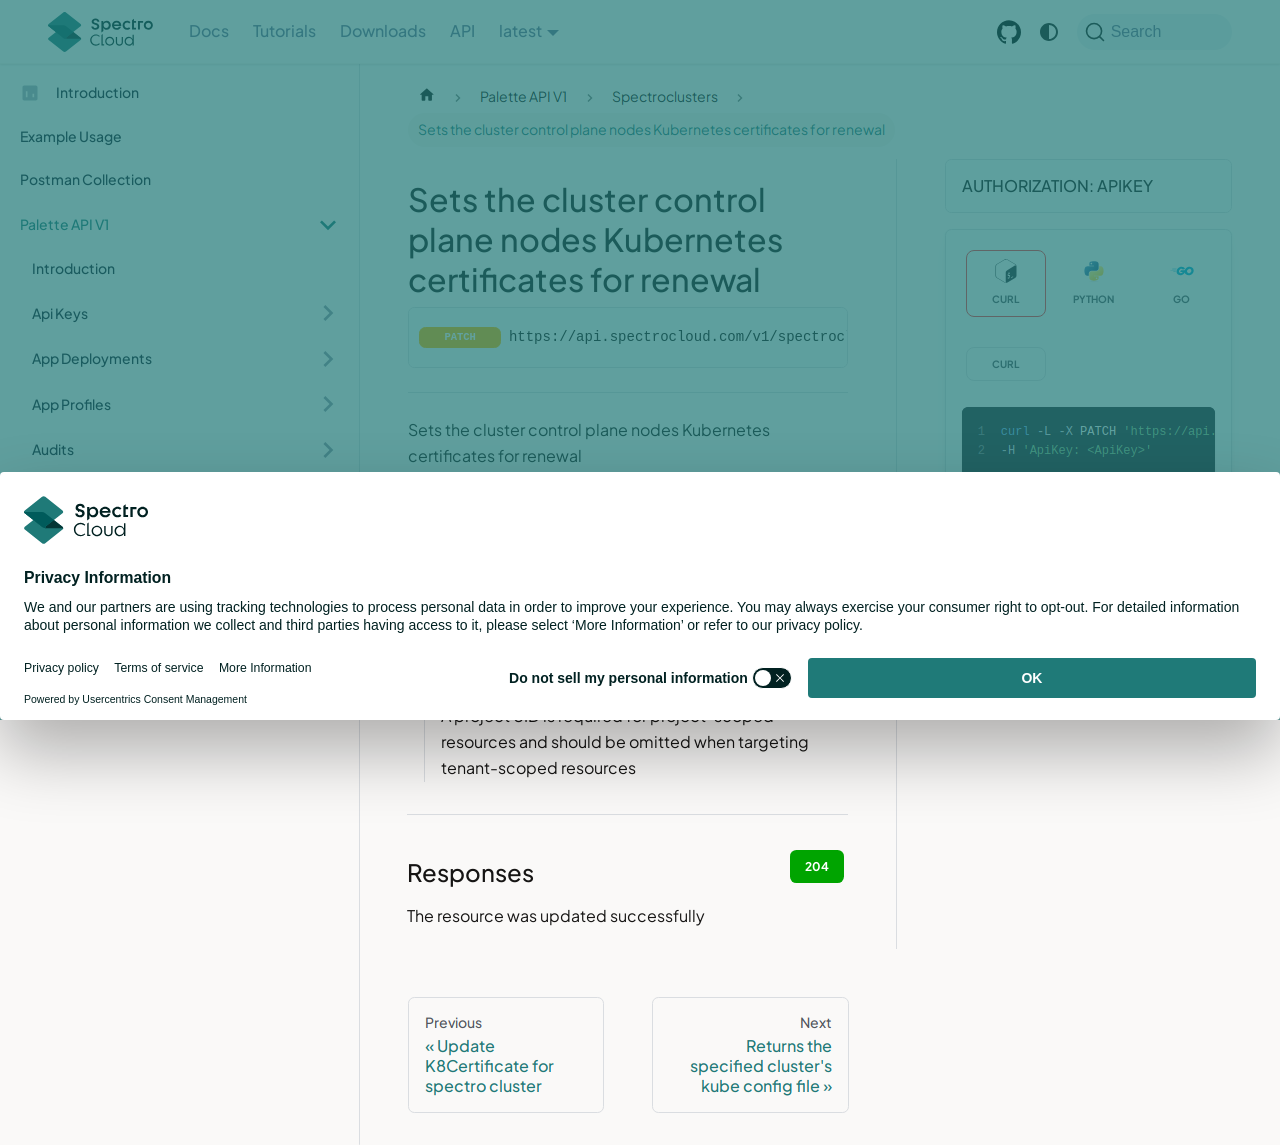 Spectro
Cloud
Docs
Tutorials
Downloads
API
latest
Search
Introduction
Example Usage
Postman Collection
Palette API V1
Introduction
Api Keys
App Deployments
App Profiles
Audits
Palette API V1
Spectroclusters
Sets the cluster control plane nodes Kubernetes certificates for renewal
Sets the cluster control
plane nodes Kubernetes
certificates for renewal
PATCH
https://api.spectrocloud.com/v1/spectroc
Sets the cluster control plane nodes Kubernetes
certificates for renewal
AUTHORIZATION: APIKEY
CURL
PYTHON
GO
CURL
1 curl -L -X PATCH 'https://api.
2 -H 'ApiKey: <ApiKey>'
Spectro
Cloud
Privacy Information
We and our partners are using tracking technologies to process personal data in order to improve your experience. You may always exercise your consumer right to opt-out. For detailed information
about personal information we collect and third parties having access to it, please select ‘More Information’ or refer to our privacy policy.
Privacy policy
Terms of service
More Information
Powered by Usercentrics Consent Management
Do not sell my personal information
OK
A project UID is required for project-scoped
resources and should be omitted when targeting
tenant-scoped resources
Responses
204
The resource was updated successfully
Previous
« Update
K8Certificate for
spectro cluster
Next
Returns the
specified cluster's
kube config file »